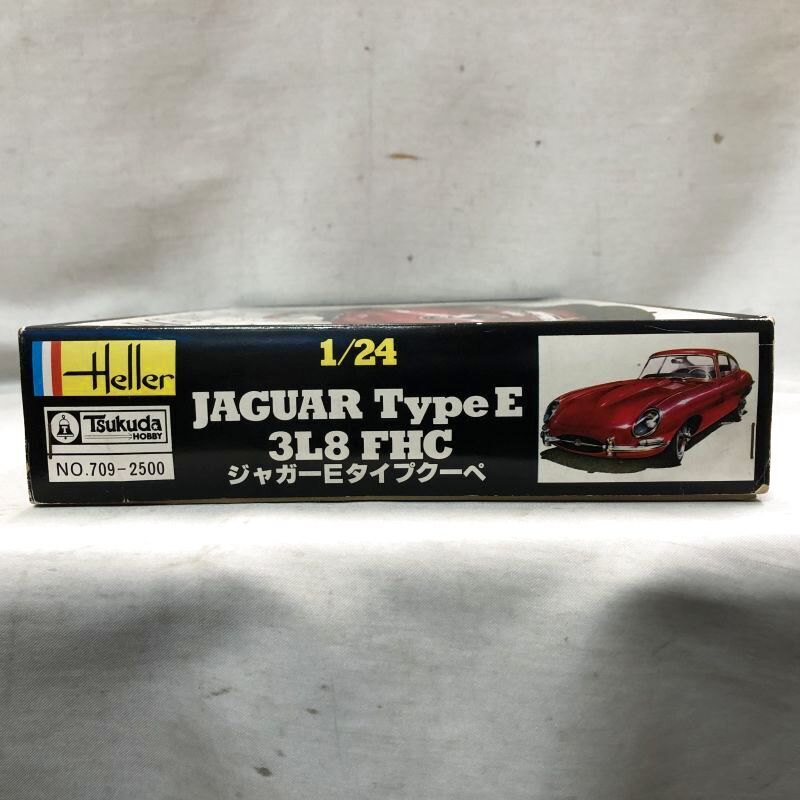 Heller
Tsukuda
HOBBY
NO.709-2500
1/24
JAGUAR Type E
3L8 FHC
ジャガーEタイプクーペ